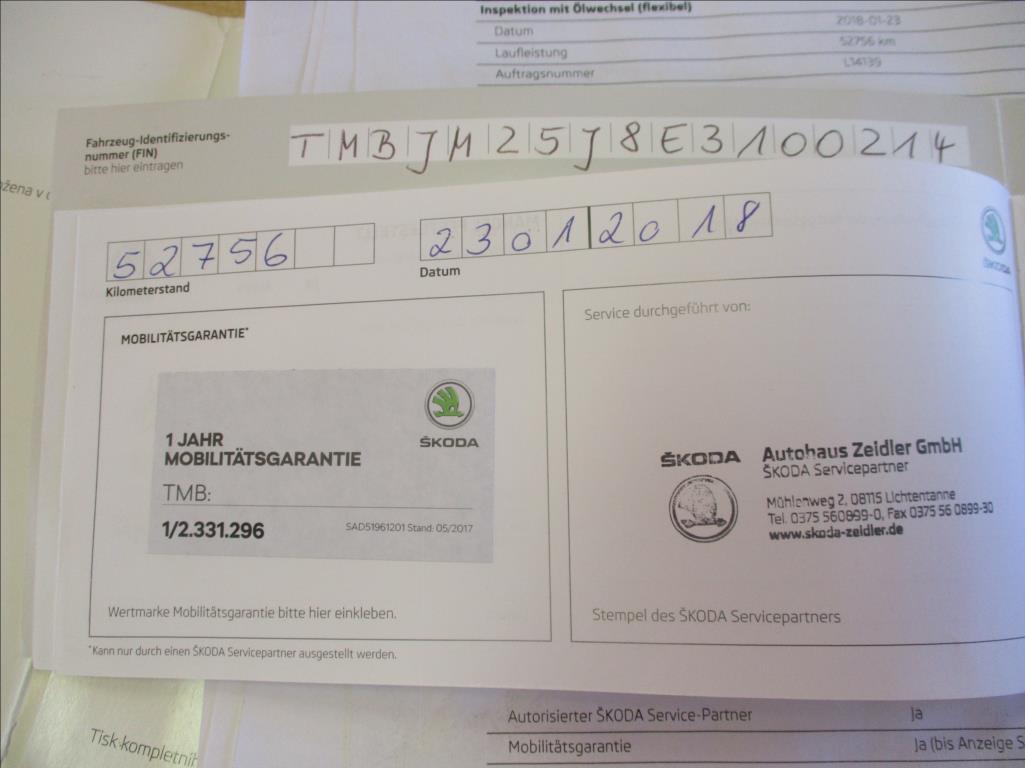 Inspektion mit Ölwechsel (flexibel)
Datum 2018-01-23
Laufleistung 52756 km
Auftragsnummer L14139
Fahrzeug-Identifizierungs-
nummer (FIN)
bitte hier eintragen
TMBJM25J8E3100214
ožena v
52756
Kilometerstand
23012018
Datum
ŠKODA
MOBILITÄTSGARANTIE*
ŠKODA
1 JAHR
MOBILITÄTSGARANTIE
TMB:
1/2.331.296
SAD51961201 Stand: 05/2017
Wertmarke Mobilitätsgarantie bitte hier einkleben.
*Kann nur durch einen ŠKODA Servicepartner ausgestellt werden.
Service durchgeführt von:
ŠKODA
Autohaus Zeidler GmbH
ŠKODA Servicepartner
Mühlenweg 2, 08115 Lichtentanne
Tel. 0375 560899-0, Fax 0375 56 0899-30
www.skoda-zeidler.de
Stempel des ŠKODA Servicepartners
Tisk kompletní
Autorisierter ŠKODA Service-Partner Ja
Mobilitätsgarantie Ja (bis Anzeige S